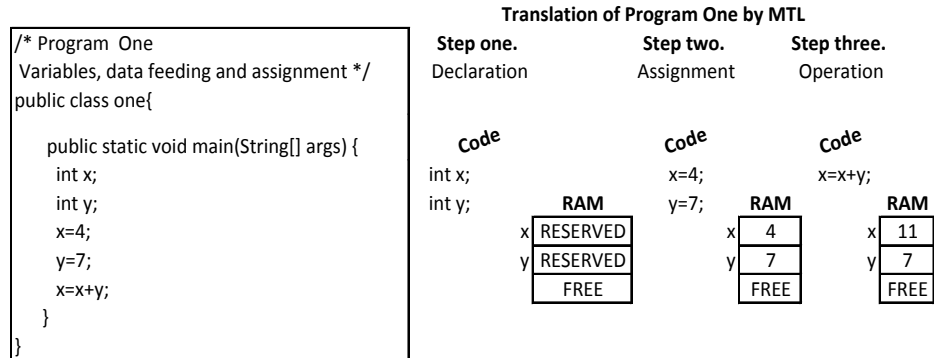 Translation of Program One by MTL
/* Program One
Variables, data feeding and assignment */
public class one{
public static void main(String[] args) {
int x;
int y;
x=4;
y=7;
x=x+y;
}
}
Step one. Step two. Step three.
Declaration Assignment Operation
Code Code Code
int x; x=4; x=x+y;
int y; RAM y=7; RAM RAM
x RESERVED x 4 x 11
y RESERVED y 7 y 7
FREE FREE FREE